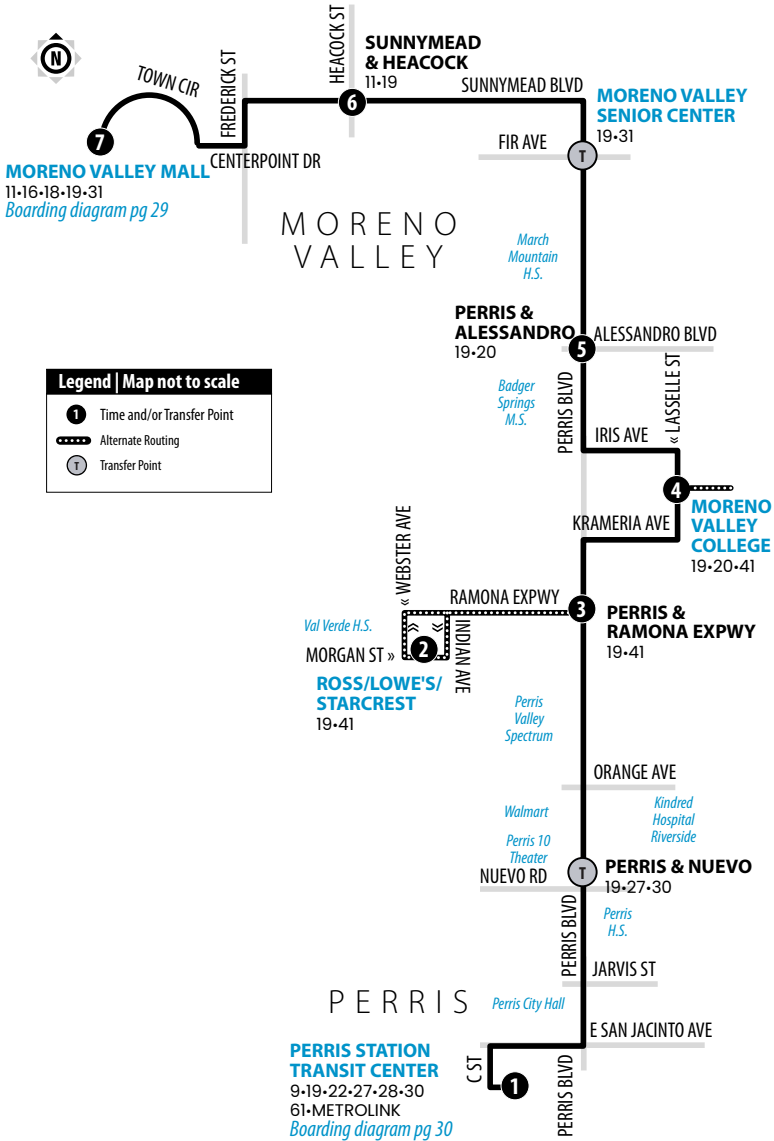 N
TOWN CIR
FREDERICK ST
HEACOCK ST
SUNNYMEAD
& HEACOCK
11•19
6
SUNNYMEAD BLVD
MORENO VALLEY
SENIOR CENTER
19•31
FIR AVE
T
7
CENTERPOINT DR
MORENO VALLEY MALL
11•16•18•19•31
Boarding diagram pg 29
MORENO
VALLEY
March
Mountain
H.S.
PERRIS &
ALESSANDRO
19•20
5
ALESSANDRO BLVD
Legend | Map not to scale
1 Time and/or Transfer Point
Alternate Routing
T Transfer Point
Badger
Springs
M.S.
PERRIS BLVD
« LASSELLE ST
IRIS AVE
4
MORENO
VALLEY
COLLEGE
19•20•41
KRAMERIA AVE
« WEBSTER AVE
RAMONA EXPWY
3
PERRIS &
RAMONA EXPWY
19•41
Val Verde H.S.
« »
INDIAN AVE
MORGAN ST »
2
ROSS/LOWE'S/
STARCREST
19•41
Perris
Valley
Spectrum
ORANGE AVE
Walmart
Kindred
Hospital
Riverside
Perris 10
Theater
NUEVO RD
T
PERRIS & NUEVO
19•27•30
PERRIS BLVD
Perris
H.S.
JARVIS ST
PERRIS
Perris City Hall
E SAN JACINTO AVE
PERRIS STATION
TRANSIT CENTER
9•19•22•27•28•30
61•METROLINK
Boarding diagram pg 30
C ST
1
PERRIS BLVD